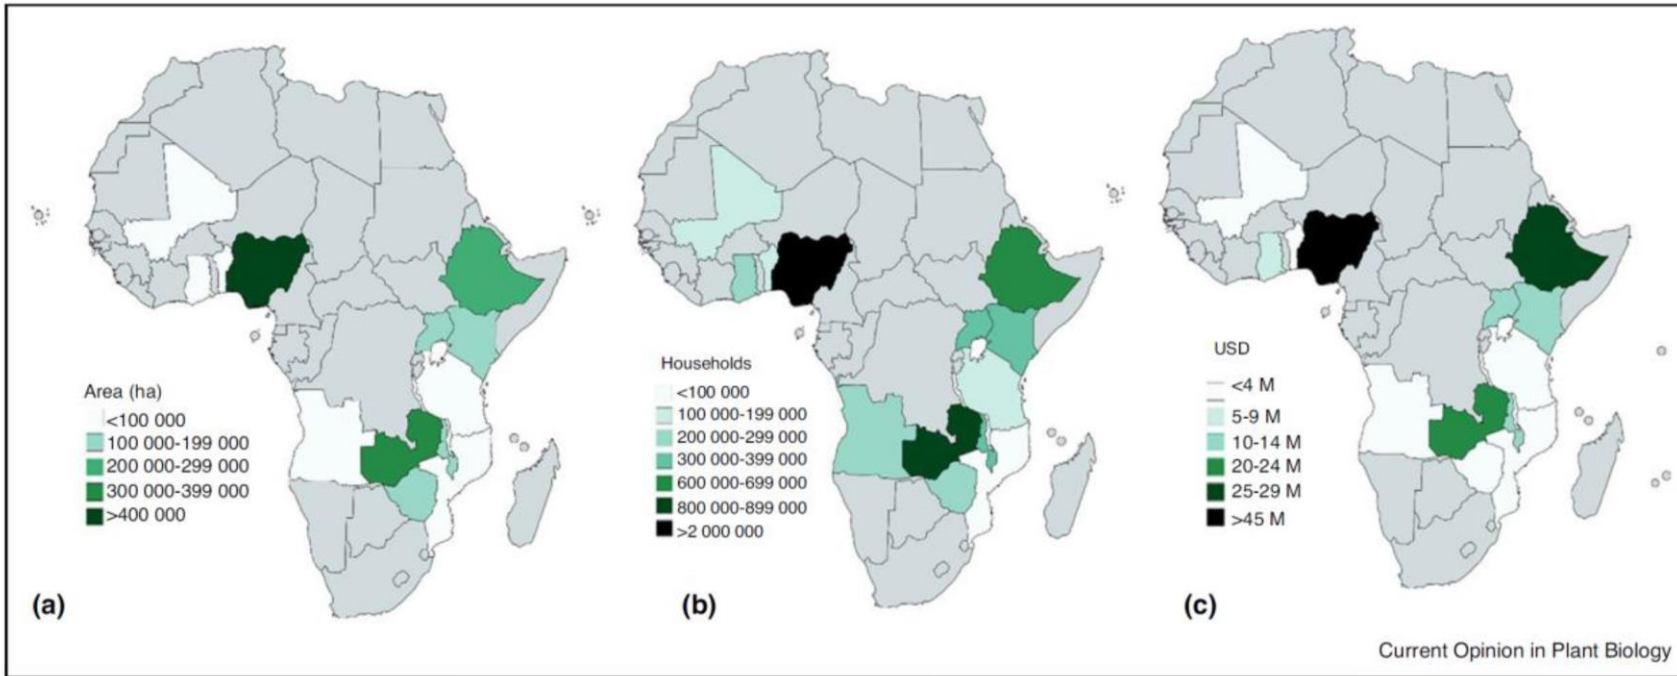 Area (ha)
<100 000
100 000-199 000
200 000-299 000
300 000-399 000
>400 000
(a)
Households
<100 000
100 000-199 000
200 000-299 000
300 000-399 000
600 000-699 000
800 000-899 000
>2 000 000
(b)
USD
<4 M
5-9 M
10-14 M
20-24 M
25-29 M
>45 M
(c)
Current Opinion in Plant Biology